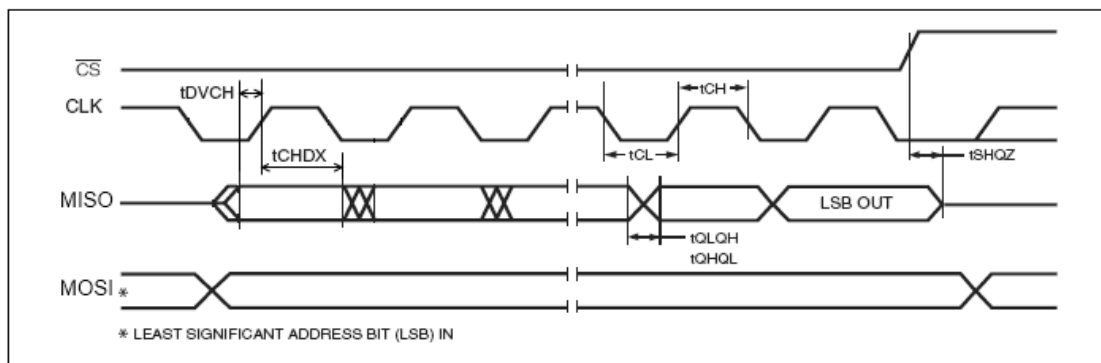 CS
tDVCH
CLK
tCH
tCHDX
tCL
tSHQZ
MISO
LSB OUT
tQLQH
tQHQL
MOSI *
* LEAST SIGNIFICANT ADDRESS BIT (LSB) IN